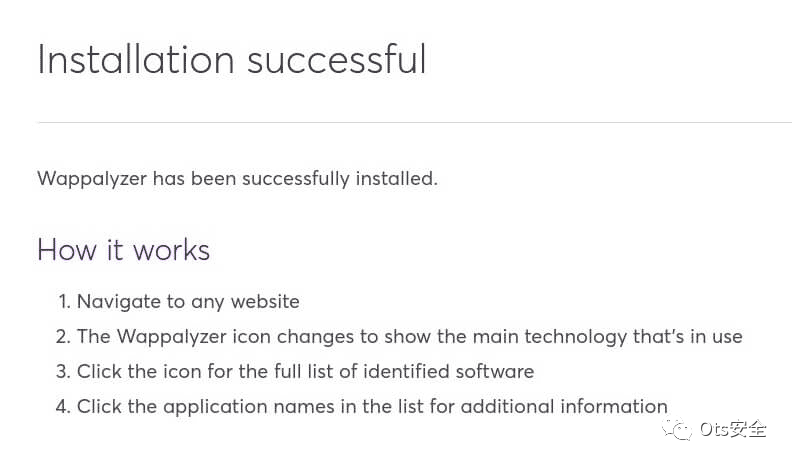 Installation successful
Wappalyzer has been successfully installed.
How it works
1. Navigate to any website
2. The Wappalyzer icon changes to show the main technology that's in use
3. Click the icon for the full list of identified software
4. Click the application names in the list for additional information
Ots安全